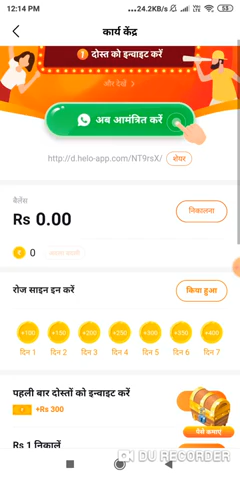 12:14 PM
...24.2KB/s
53
कार्य केंद्र
दोस्त को इन्वाइट करें
और देखें
अब आमंत्रित करें
http://d.helo-app.com/NT9rsX/
शेयर
बैलेंस
Rs 0.00
निकालना
0
रोज साइन इन करें
किया हुआ
+100 +150 +200 +250 +300 +350 +400
दिन 1 दिन 2 दिन 3 दिन 4 दिन 5 दिन 6 दिन 7
पहली बार दोस्तों को इन्वाइट करें
+Rs 300
पैसे कमाए
Rs 1 निकालें
DU RECORDER